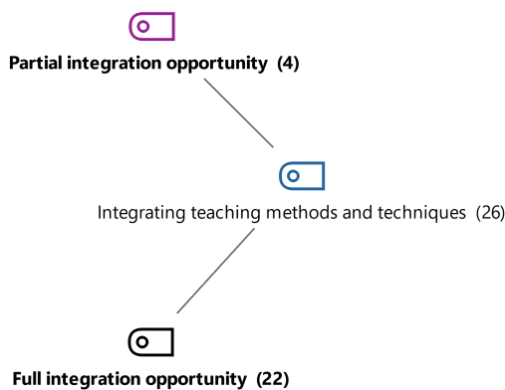 Partial integration opportunity (4)
Integrating teaching methods and techniques (26)
Full integration opportunity (22)